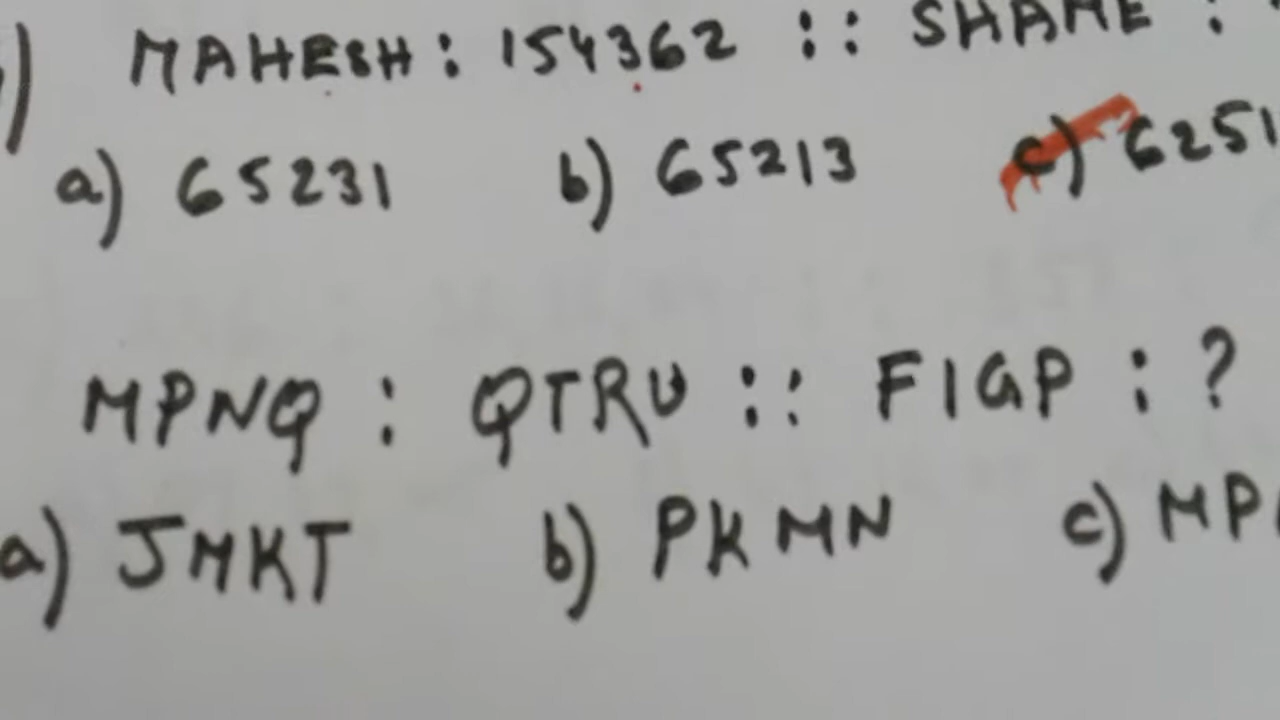 ) MAHESH : 154362 :: SHAME :
a) 65231 b) 65213 c) 6251
MPNQ : QTRU :: FIGP : ?
a) JMKT b) PKMN c) MP